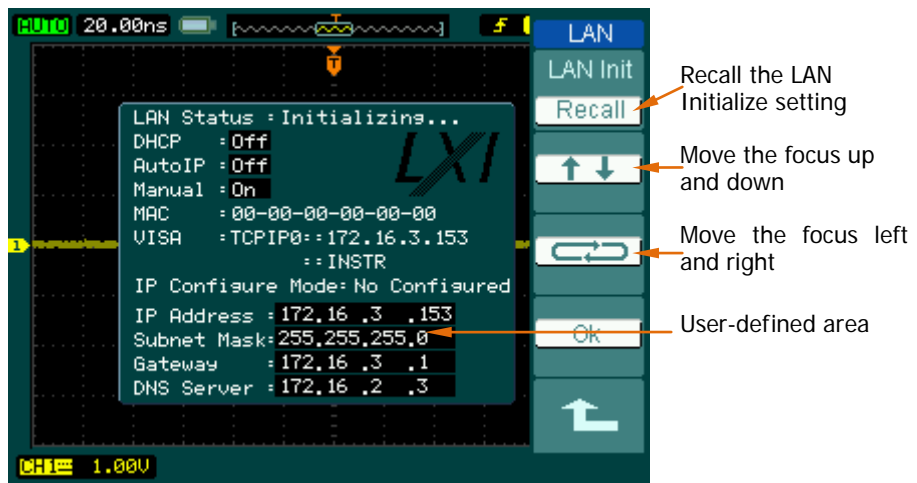 AUTO 20.00ns
T
LAN
LAN Init
Recall
Ok
LAN Status :Initializing...
DHCP :Off
AutoIP :Off
Manual :On
LXI
MAC :00-00-00-00-00-00
VISA :TCPIP0::172.16.3.153
::INSTR
IP Configure Mode:No Configured
IP Address :172.16 .3 .153
Subnet Mask:255.255.255.0
Gateway :172.16 .3 .1
DNS Server :172.16 .2 .3
1
CH1 1.00V
Recall the LAN
Initialize setting
Move the focus up
and down
Move the focus left
and right
User-defined area